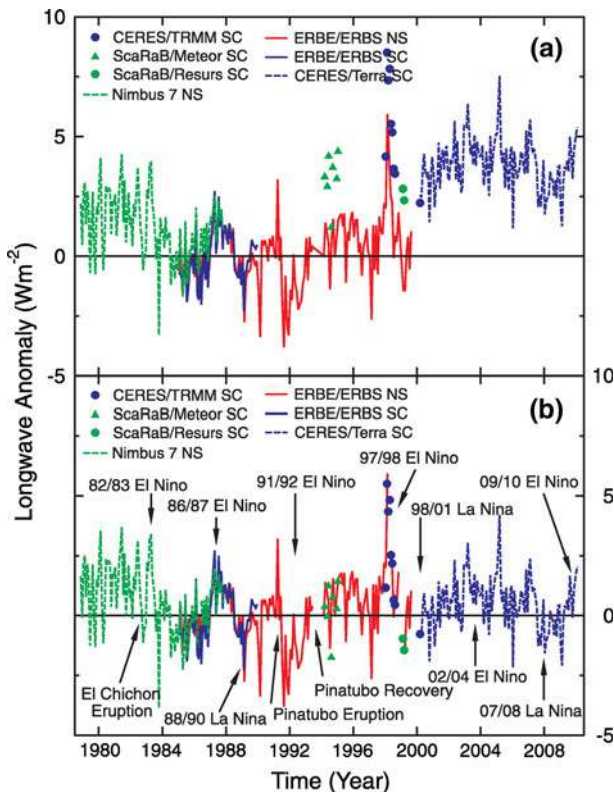 10
CERES/TRMM SC
ERBE/ERBS NS
(a)
ScaRaB/Meteor SC
ERBE/ERBS SC
ScaRaB/Resurs SC
CERES/Terra SC
Nimbus 7 NS
5
0
-5
Longwave Anomaly (Wm-2)
CERES/TRMM SC
ERBE/ERBS NS
(b)
10
ScaRaB/Meteor SC
ERBE/ERBS SC
ScaRaB/Resurs SC
CERES/Terra SC
Nimbus 7 NS
97/98 El Nino
82/83 El Nino
91/92 El Nino
09/10 El Nino
86/87 El Nino
98/01 La Nina
5
0
El Chichon
Eruption
88/90 La Nina
Pinatubo Eruption
Pinatubo Recovery
02/04 El Nino
07/08 La Nina
-5
1980 1984 1988 1992 1996 2000 2004 2008
Time (Year)